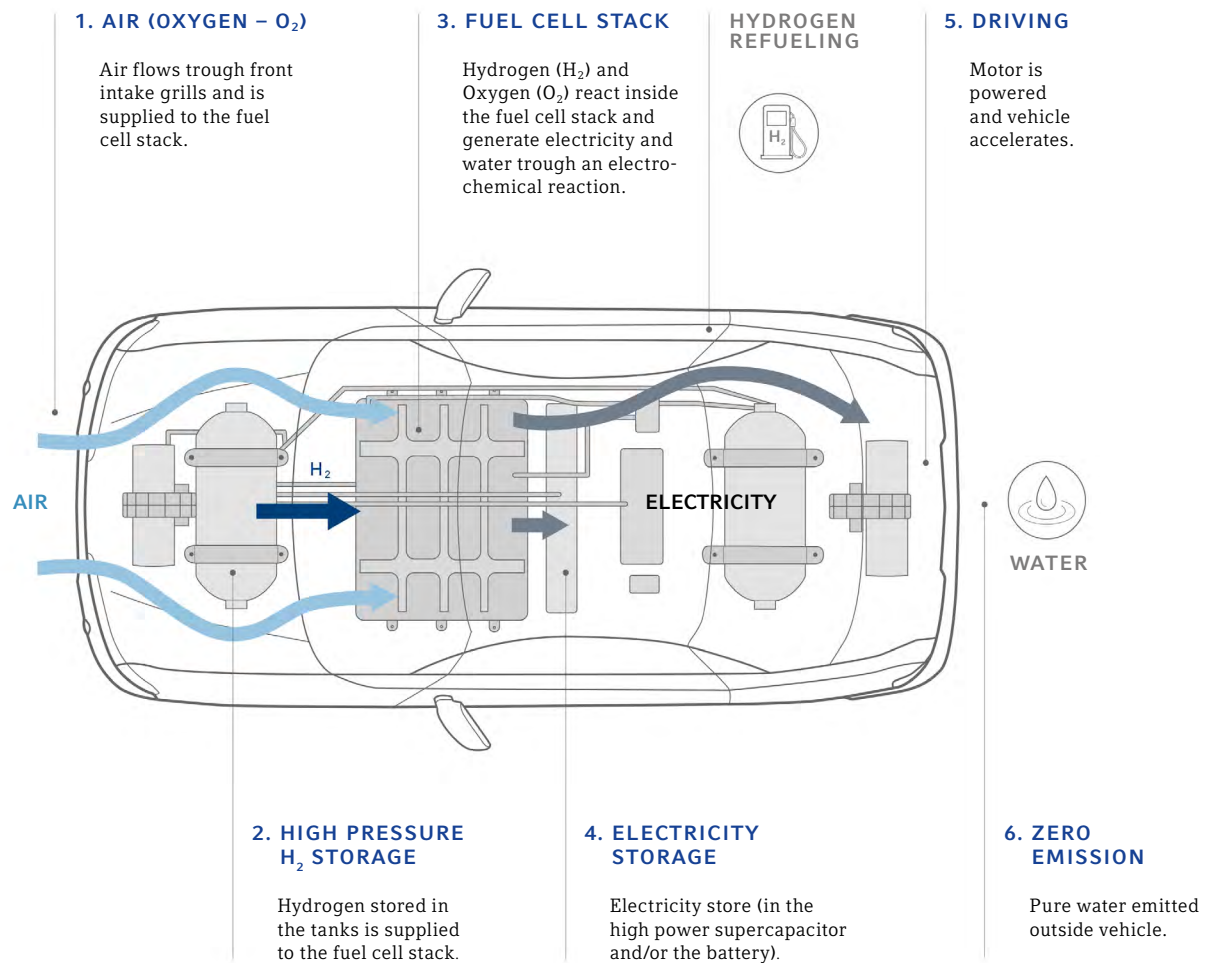 1. AIR (OXYGEN – O₂)
Air flows trough front
intake grills and is
supplied to the fuel
cell stack.
3. FUEL CELL STACK
Hydrogen (H₂) and
Oxygen (O₂) react inside
the fuel cell stack and
generate electricity and
water trough an electro-
chemical reaction.
HYDROGEN
REFUELING
H₂
5. DRIVING
Motor is
powered
and vehicle
accelerates.
AIR
H₂
ELECTRICITY
WATER
2. HIGH PRESSURE
H₂ STORAGE
Hydrogen stored in
the tanks is supplied
to the fuel cell stack.
4. ELECTRICITY
STORAGE
Electricity store (in the
high power supercapacitor
and/or the battery).
6. ZERO
EMISSION
Pure water emitted
outside vehicle.